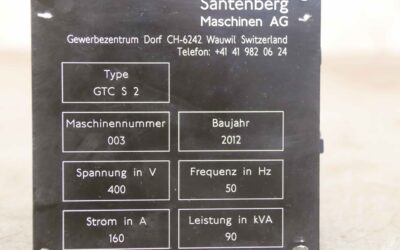 Santenberg
Maschinen AG
Gewerbezentrum Dorf CH-6242 Wauwil Switzerland
Telefon: +41 41 982 06 24
Type
GTC S 2
Maschinennummer
003
Baujahr
2012
Spannung in V
400
Frequenz in Hz
50
Strom in A
160
Leistung in kVA
90